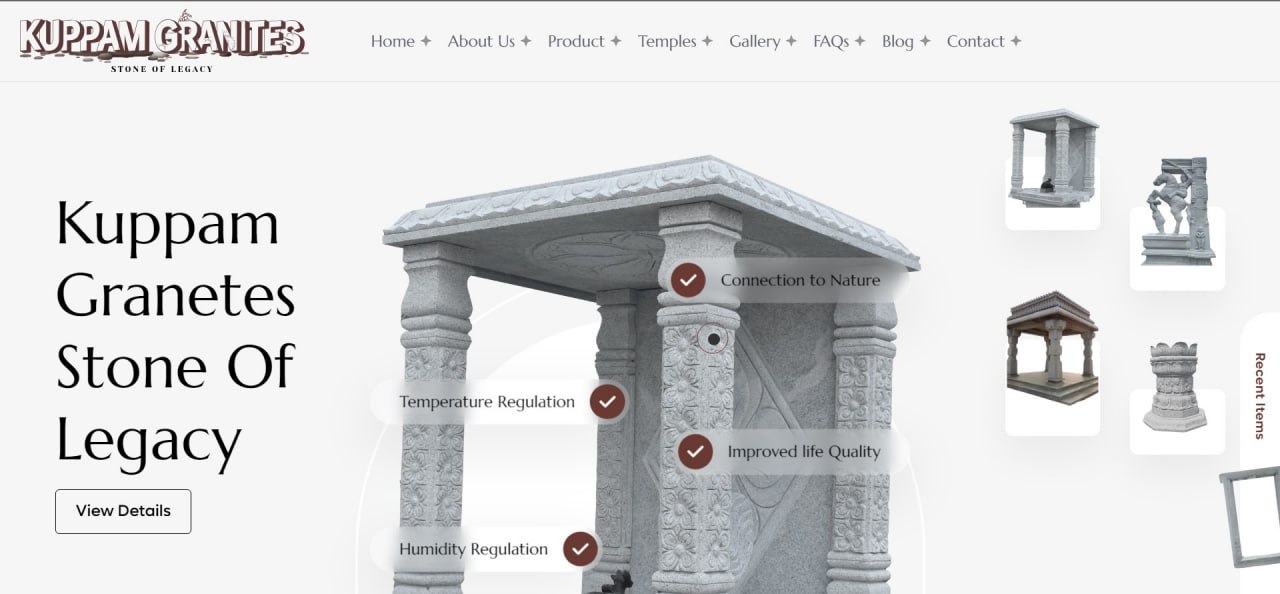 KUPPAM GRANITES
STONE OF LEGACY
Home
About Us
Product
Temples
Gallery
FAQs
Blog
Contact
Kuppam
Granetes
Stone Of
Legacy
View Details
Connection to Nature
Temperature Regulation
Improved life Quality
Humidity Regulation
Recent Items